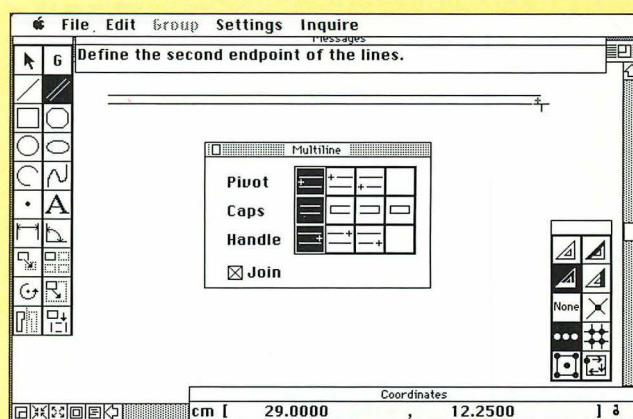 File Edit Group Settings Inquire
Messages
G Define the second endpoint of the lines.
A
Multiline
Pivot
Caps
Handle
Join
None
Coordinates
cm [ 29.0000 , 12.2500 ] ∂